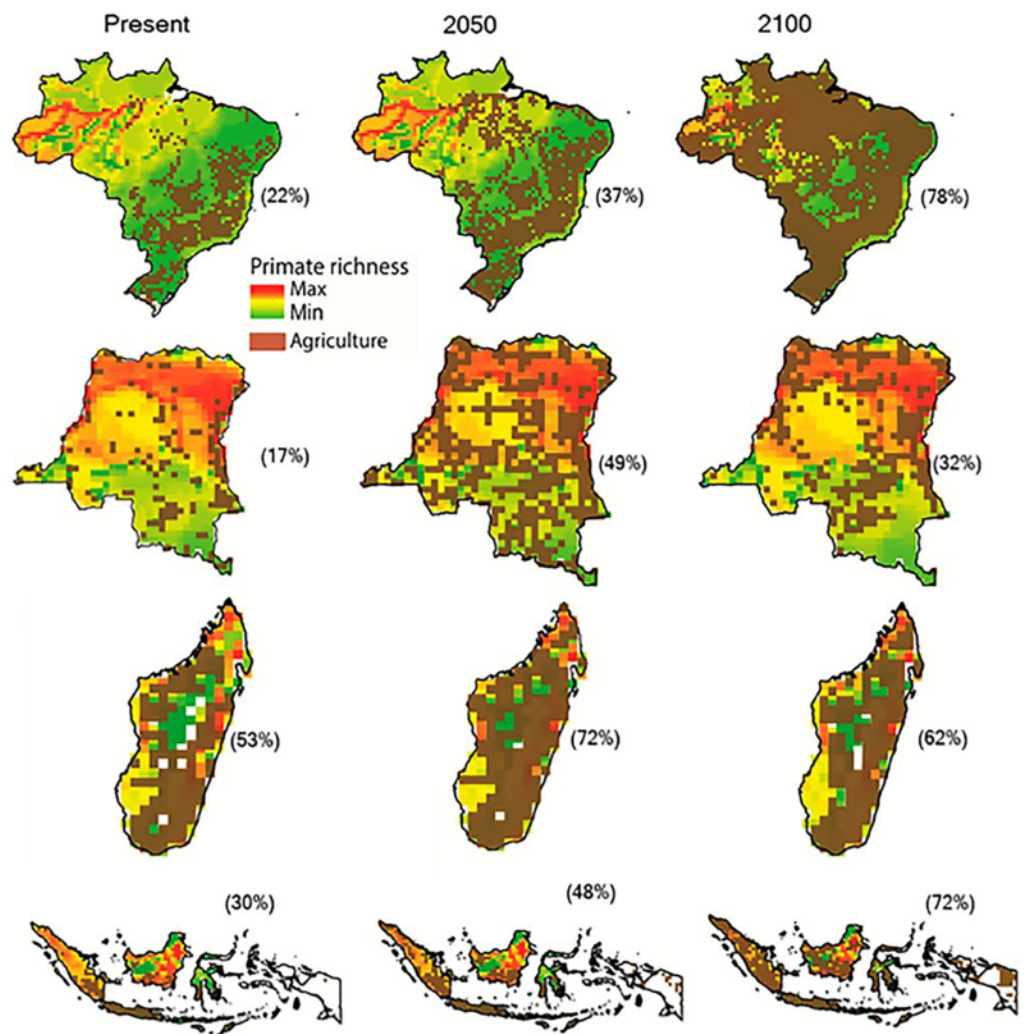 Present 2050 2100
(22%) (37%) (78%)
Primate richness
Max
Min
Agriculture
(17%) (49%) (32%)
(53%) (72%) (62%)
(30%) (48%) (72%)